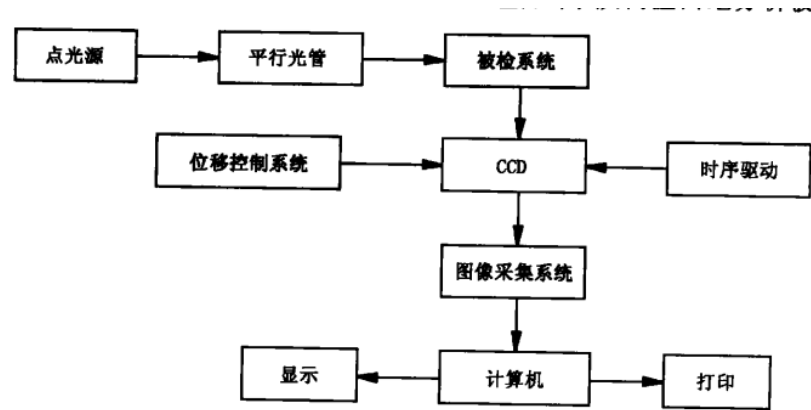 点光源
平行光管
被检系统
位移控制系统
CCD
时序驱动
图像采集系统
显示
计算机
打印